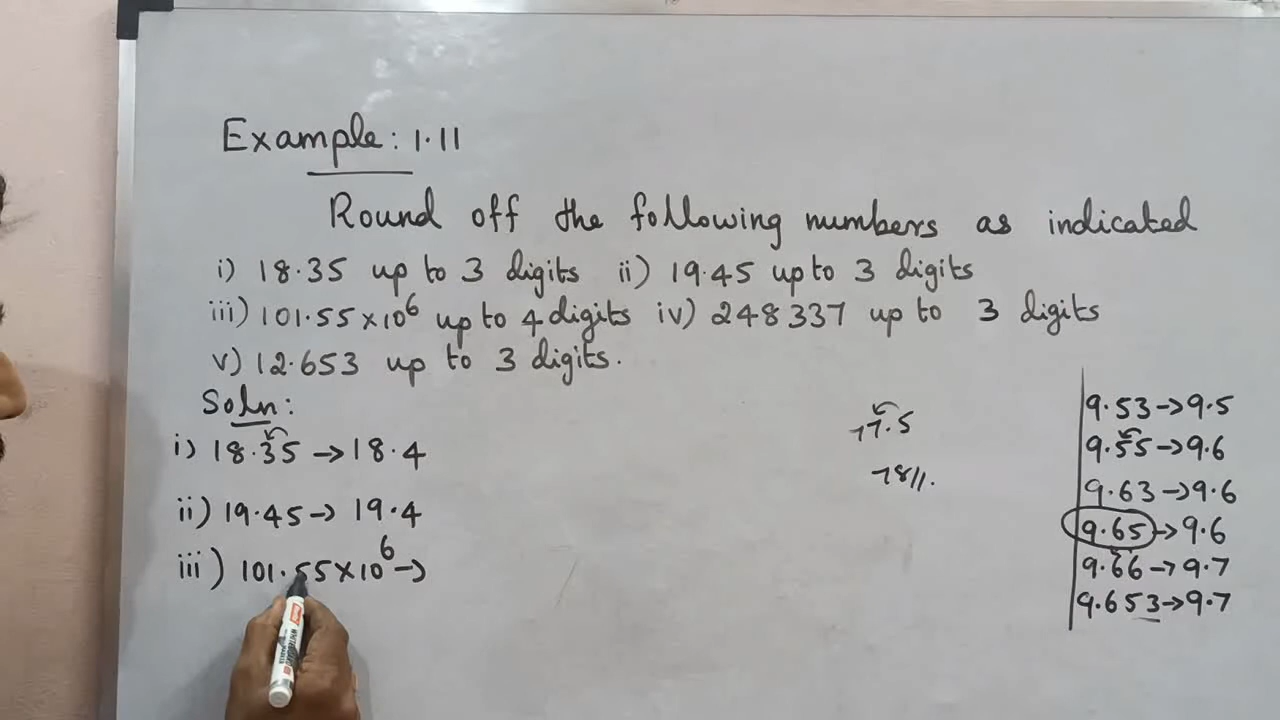 Example: 1.11
Round off the following numbers as indicated
i) 18.35 up to 3 digits ii) 19.45 upto 3 digits
iii) 101.55×10⁶ up to 4 digits iv) 248337 up to 3 digits
v) 12.653 up to 3 digits.
Soln:
i) 18.35 → 18.4
ii) 19.45 → 19.4
iii) 101.55×10⁶ →
77.5
78//.
9.53→9.5
9.55→9.6
9.63→9.6
9.65→9.6
9.66→9.7
9.653→9.7
WHITEBOARD